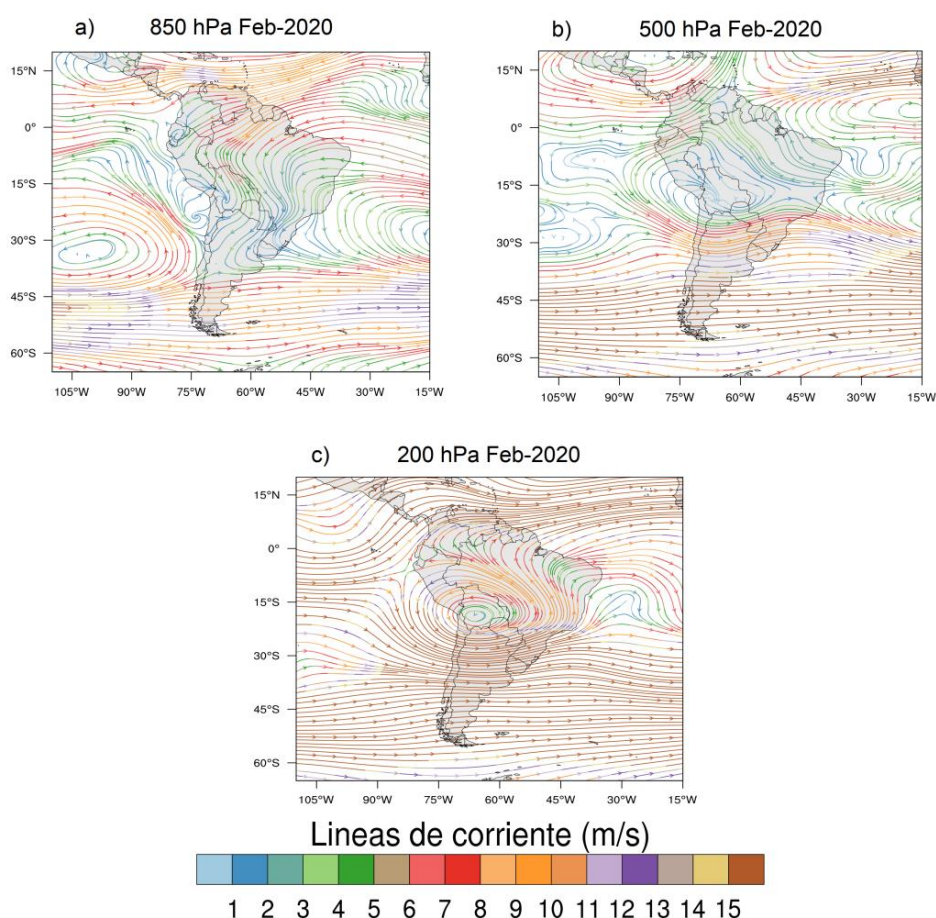 a) 850 hPa Feb-2020
15°N
0°
15°S
30°S
45°S
60°S
105°W 90°W 75°W 60°W 45°W 30°W 15°W
b) 500 hPa Feb-2020
15°N
0°
15°S
30°S
45°S
60°S
105°W 90°W 75°W 60°W 45°W 30°W 15°W
c) 200 hPa Feb-2020
15°N
0°
15°S
30°S
45°S
60°S
105°W 90°W 75°W 60°W 45°W 30°W 15°W
Lineas de corriente (m/s)
1 2 3 4 5 6 7 8 9 10 11 12 13 14 15